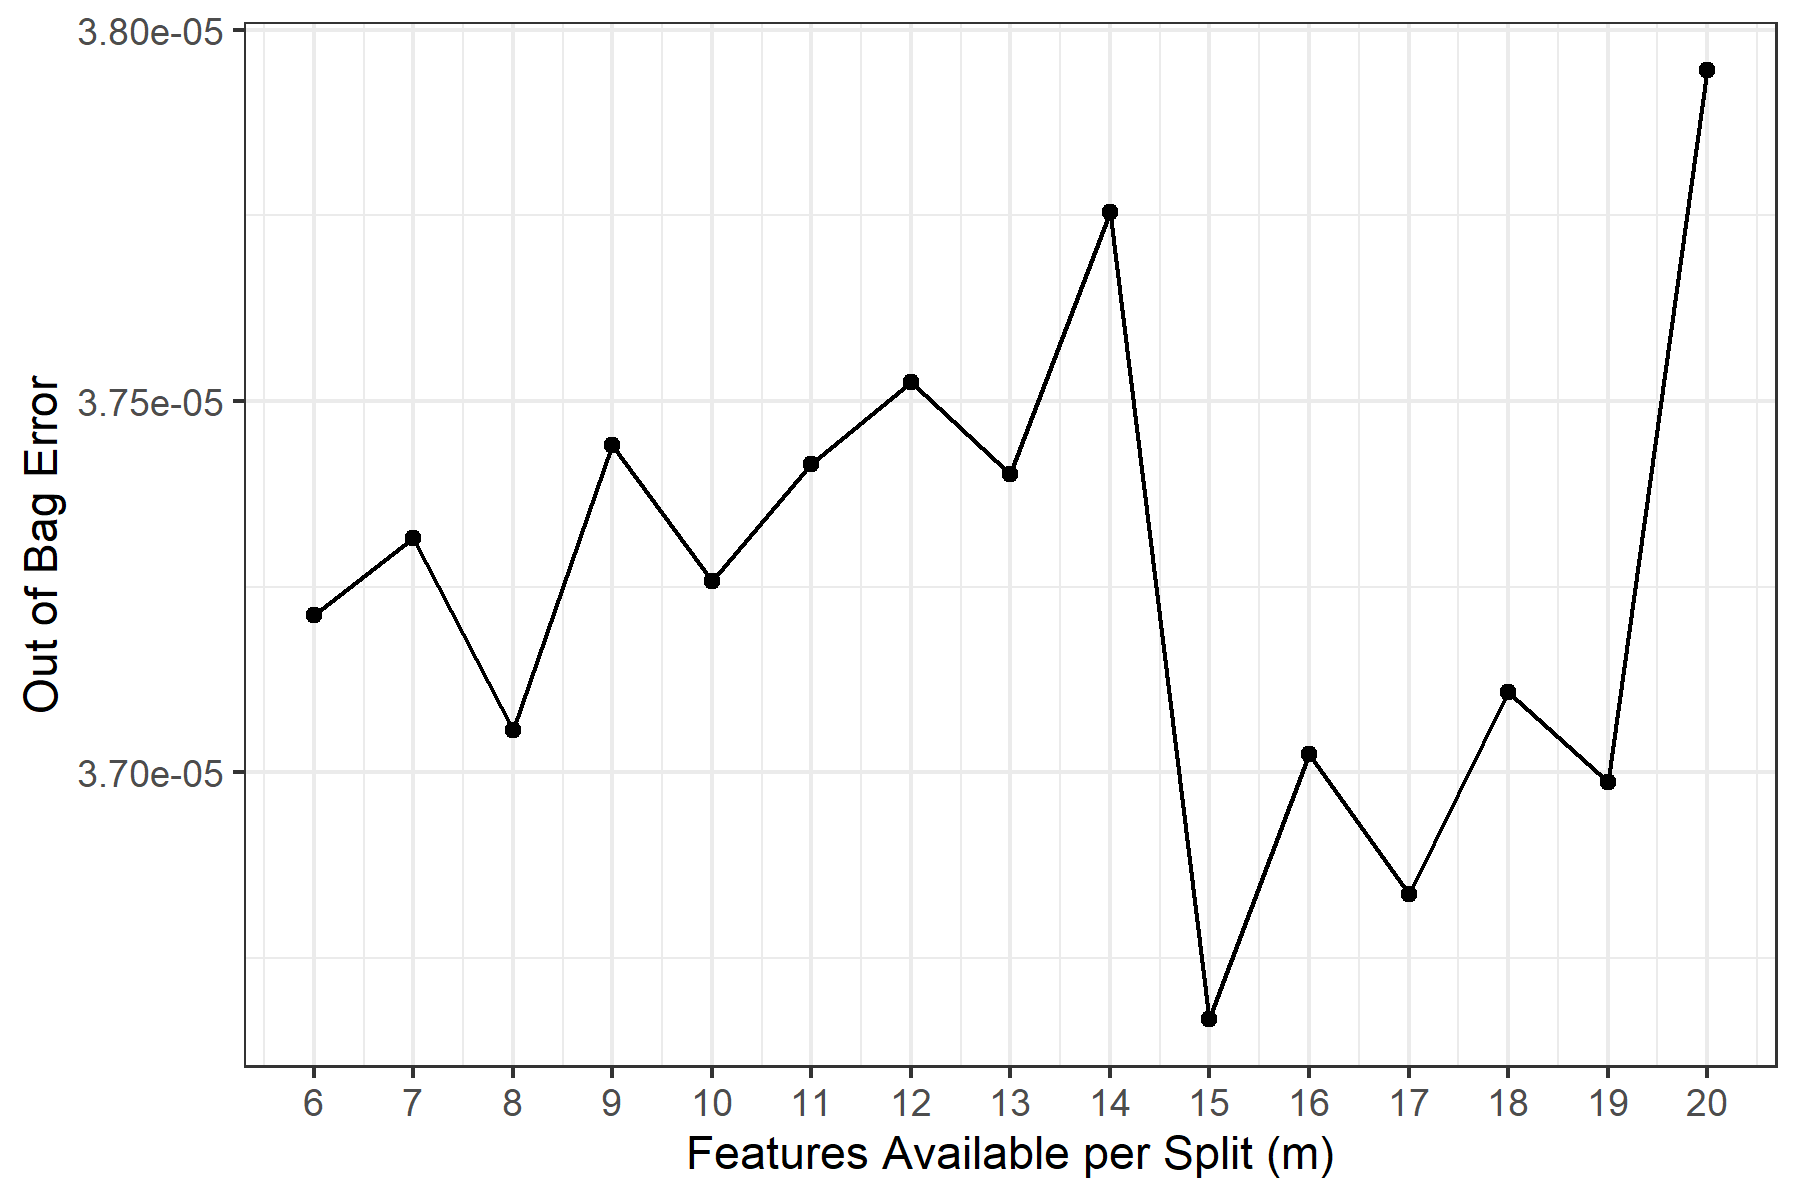 3.80e-05
3.75e-05
3.70e-05
Out of Bag Error
6 7 8 9 10 11 12 13 14 15 16 17 18 19 20
Features Available per Split (m)